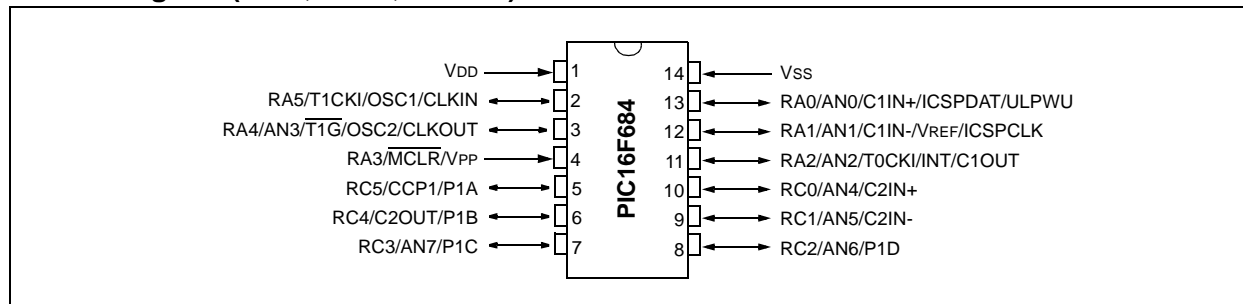 VDD 1 14 VSS
RA5/T1CKI/OSC1/CLKIN 2 13 RA0/AN0/C1IN+/ICSPDAT/ULPWU
RA4/AN3/T1G/OSC2/CLKOUT 3 12 RA1/AN1/C1IN-/VREF/ICSPCLK
RA3/MCLR/VPP 4 11 RA2/AN2/T0CKI/INT/C1OUT
RC5/CCP1/P1A 5 10 RC0/AN4/C2IN+
RC4/C2OUT/P1B 6 9 RC1/AN5/C2IN-
RC3/AN7/P1C 7 8 RC2/AN6/P1D
PIC16F684